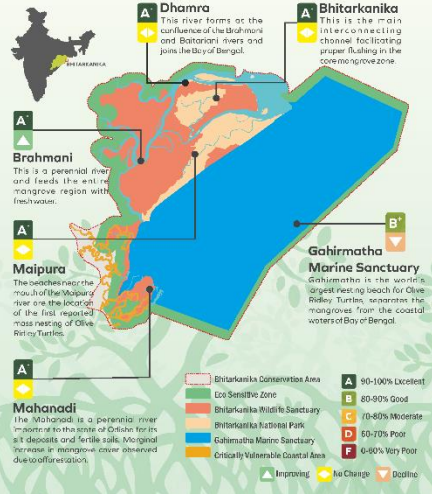 A+
Dhamra
This river forms at the
confluence of the Brahmani
and Baitarani rivers and
joins the Bay of Bengal.
A+
Bhitarkanika
This is the main
interconnecting
channel facilitating
proper flushing in the
core mangrove zone.
BHITARKANIKA
A+
Brahmani
This is a perennial river
and feeds the entire
mangrove region with
freshwater.
A+
Maipura
The beaches near the
mouth of the Maipura
river are the location
of the first reported
mass nesting of Olive
Ridley Turtles.
B+
Gahirmatha
Marine Sanctuary
Gahirmatha is the world's
largest nesting beach for Olive
Ridley Turtles, separates the
mangroves from the coastal
waters of Bay of Bengal.
A+
Mahanadi
The Mahanadi is a perennial river
important to the state of Odisha for its
silt deposits and fertile soils. Marginal
increase in mangrove cover observed
due to afforestation.
Bhitarkanika Conservation Area
Eco Sensitive Zone
Bhitarkanika Wildlife Sanctuary
Bhitarkanika National Park
Gahirmatha Marine Sanctuary
Critically Vulnerable Coastal Area
A 90-100% Excellent
B 80-90% Good
C 70-80% Moderate
D 60-70% Poor
F 0-60% Very Poor
Improving No Change Decline